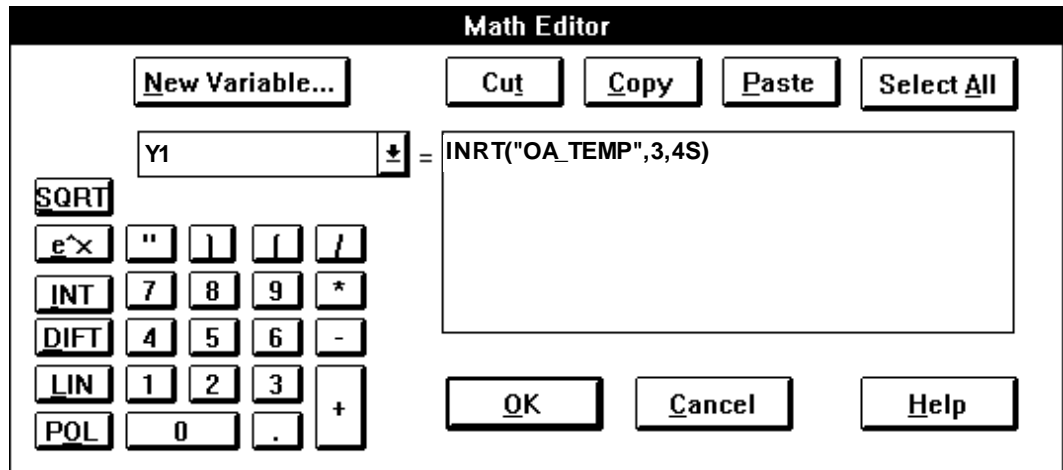 Math Editor
New Variable... Cut Copy Paste Select All
Y1 = INRT("OA_TEMP",3,4S)
SQRT
e^x " ) ( /
INT 7 8 9 *
DIFT 4 5 6 -
LIN 1 2 3 +
POL 0 .
OK Cancel Help